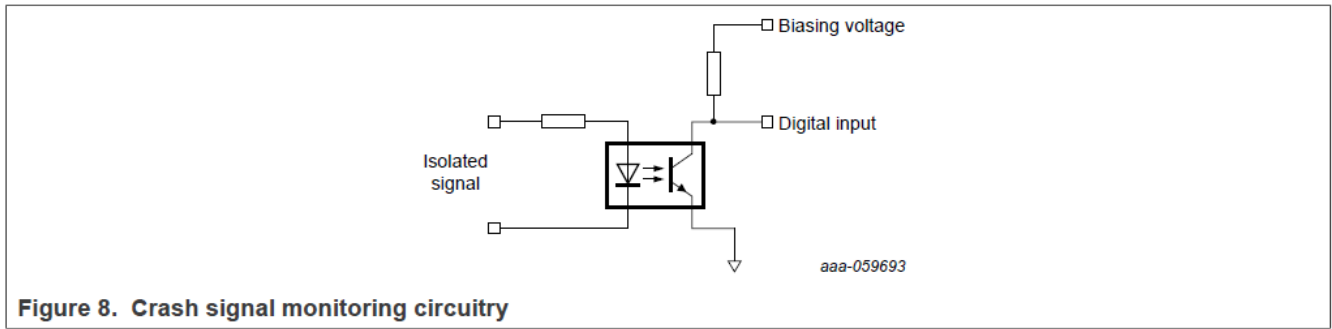 Biasing voltage
Digital input
Isolated
signal
aaa-059693
Figure 8. Crash signal monitoring circuitry